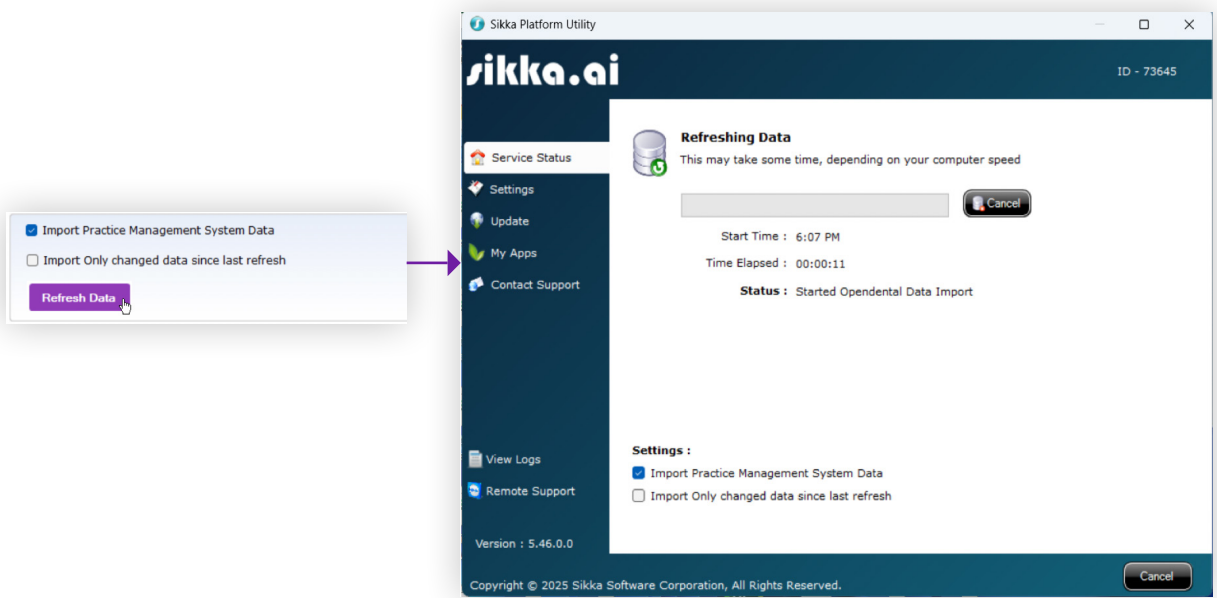 Import Practice Management System Data
Import Only changed data since last refresh
Refresh Data
Sikka Platform Utility
sikka.ai
ID - 73645
Service Status
Settings
Update
My Apps
Contact Support
View Logs
Remote Support
Version : 5.46.0.0
Refreshing Data
This may take some time, depending on your computer speed
Cancel
Start Time : 6:07 PM
Time Elapsed : 00:00:11
Status : Started Opendental Data Import
Settings :
Import Practice Management System Data
Import Only changed data since last refresh
Copyright © 2025 Sikka Software Corporation, All Rights Reserved.
Cancel